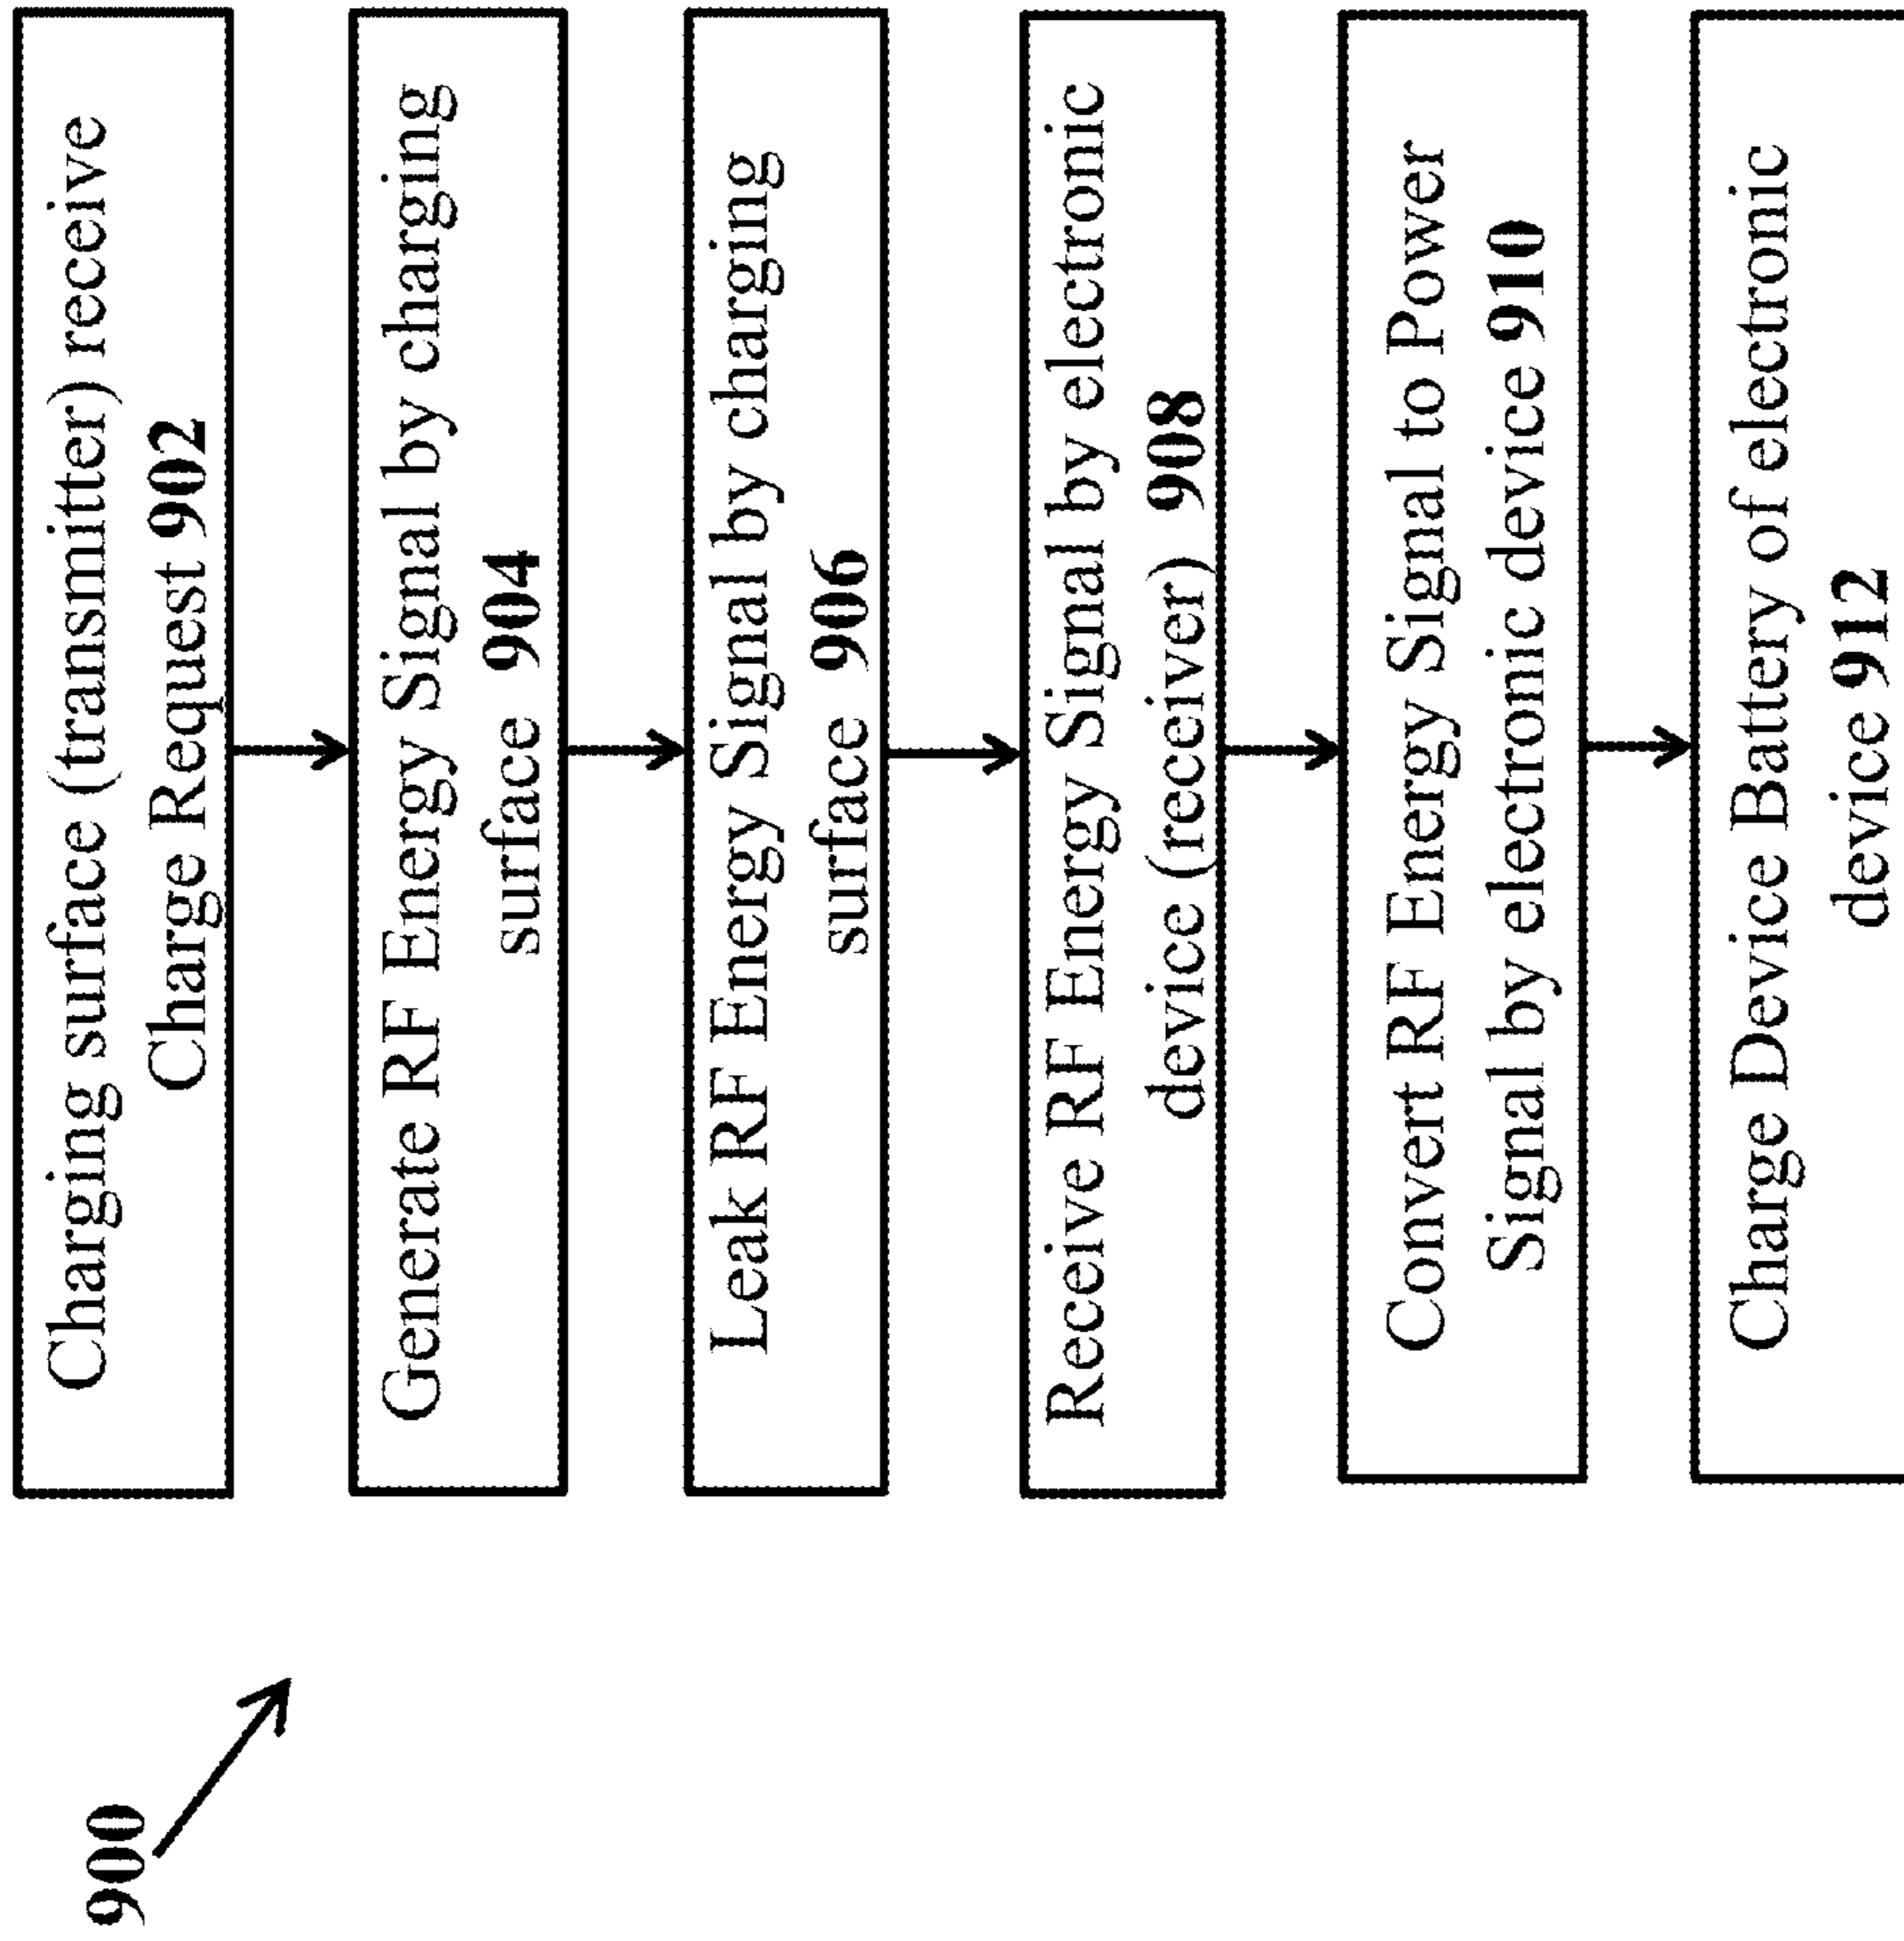 900
Charging surface (transmitter) receive
Charge Request 902
Generate RF Energy Signal by charging
surface 904
Leak RF Energy Signal by charging
surface 906
Receive RF Energy Signal by electronic
device (receiver) 908
Convert RF Energy Signal to Power
Signal by electronic device 910
Charge Device Battery of electronic
device 912